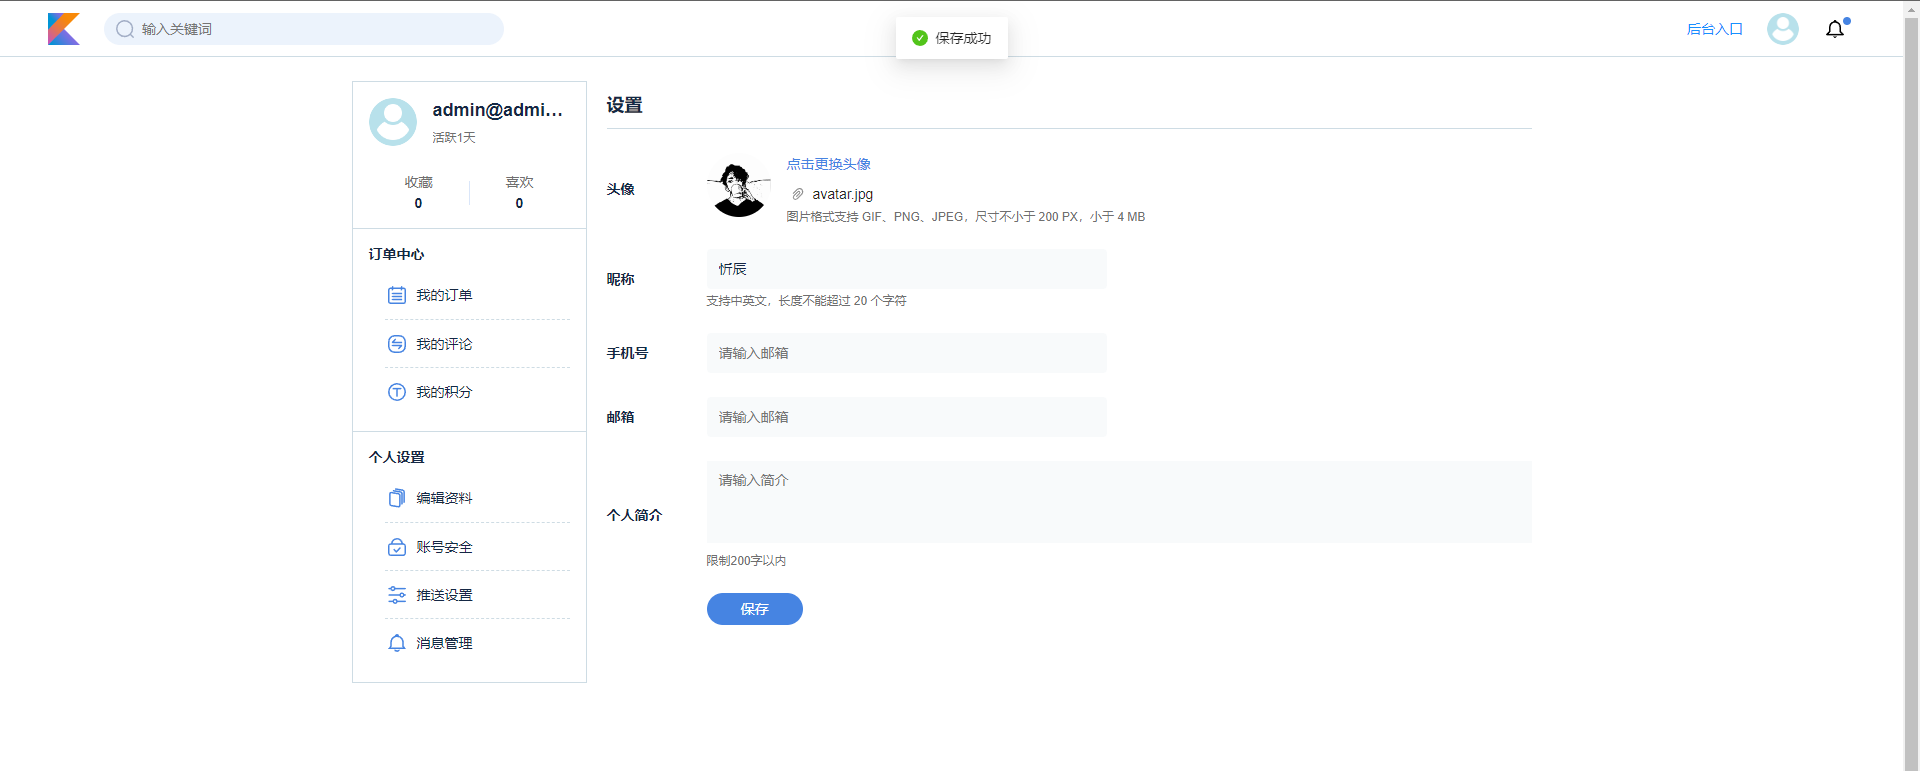 输入关键词
保存成功
后台入口
admin@admi...
活跃1天
收藏
喜欢
0
0
订单中心
我的订单
我的评论
我的积分
个人设置
编辑资料
账号安全
推送设置
消息管理
设置
头像
点击更换头像
avatar.jpg
图片格式支持 GIF、PNG、JPEG，尺寸不小于 200 PX，小于 4 MB
昵称
忻辰
支持中英文，长度不能超过 20 个字符
手机号
请输入邮箱
邮箱
请输入邮箱
个人简介
请输入简介
限制200字以内
保存